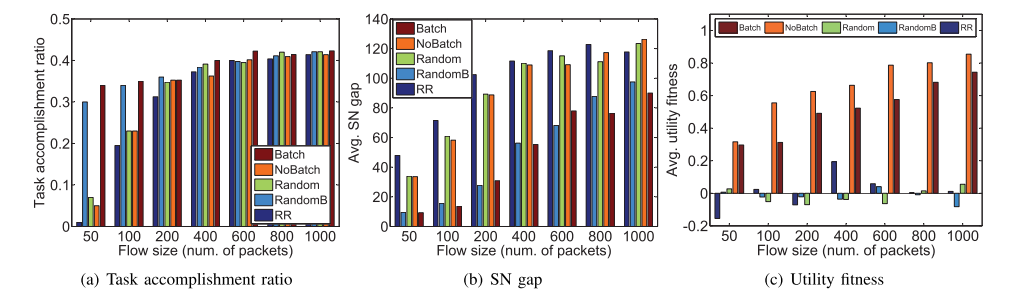 Task accomplishment ratio
0.5
0.4
0.3
0.2
0.1
0
Batch
NoBatch
Random
RandomB
RR
50 100 200 400 600 800 1000
Flow size (num. of packets)
(a) Task accomplishment ratio
Avg. SN gap
140
120
100
80
60
40
20
0
Batch
NoBatch
Random
RandomB
RR
50 100 200 400 600 800 1000
Flow size (num. of packets)
(b) SN gap
Avg. utility fitness
1
0.8
0.6
0.4
0.2
0
-0.2
Batch NoBatch Random RandomB RR
50 100 200 400 600 800 1000
Flow size (num. of packets)
(c) Utility fitness